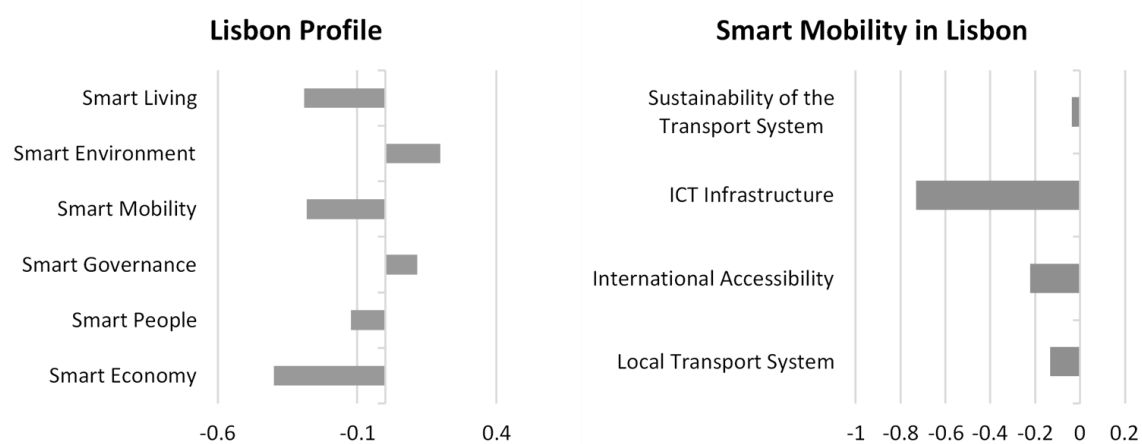 Lisbon Profile
Smart Living
Smart Environment
Smart Mobility
Smart Governance
Smart People
Smart Economy
-0.6 -0.1 0.4
Smart Mobility in Lisbon
Sustainability of the
Transport System
ICT Infrastructure
International Accessibility
Local Transport System
-1 -0.8 -0.6 -0.4 -0.2 0 0.2